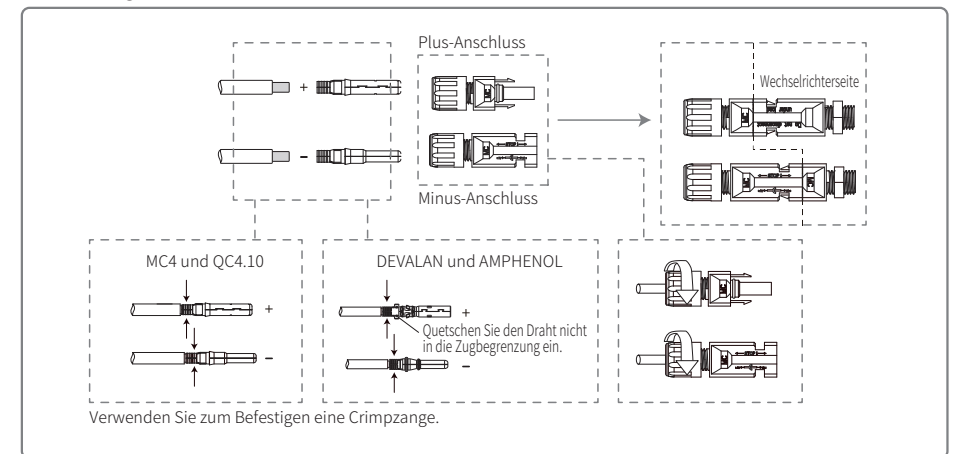 Plus-Anschluss
Wechselrichterseite
+
–
Minus-Anschluss
MC4 und QC4.10
+
–
DEVALAN und AMPHENOL
+
Quetschen Sie den Draht nicht
in die Zugbegrenzung ein.
–
Verwenden Sie zum Befestigen eine Crimpzange.